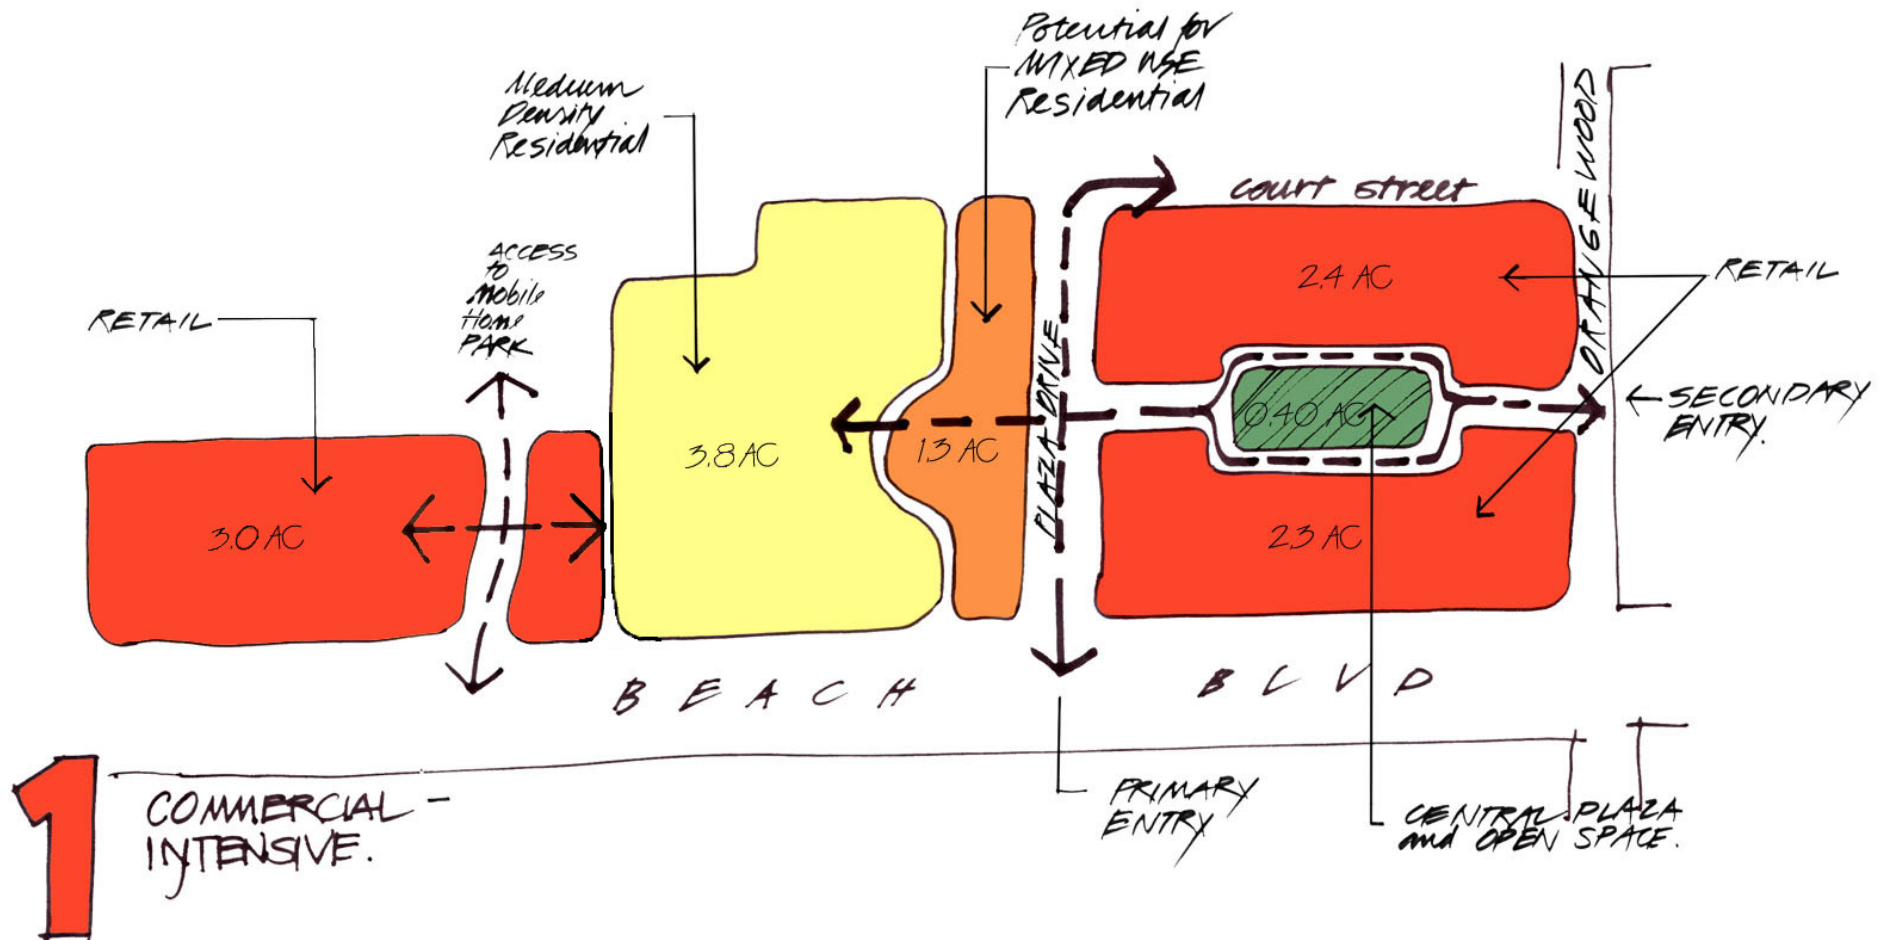 Potential for
MIXED USE
Residential
Medium
Density
Residential
ORANGEWOOD
court street
ACCESS
to
Mobile
Home
PARK
RETAIL
2.4 AC
RETAIL
PLAZA DRIVE
0.40 AC
SECONDARY
ENTRY.
3.8 AC
1.3 AC
3.0 AC
2.3 AC
BEACH BLVD
1
COMMERCIAL -
INTENSIVE.
PRIMARY
ENTRY
CENTRAL PLAZA
and OPEN SPACE.